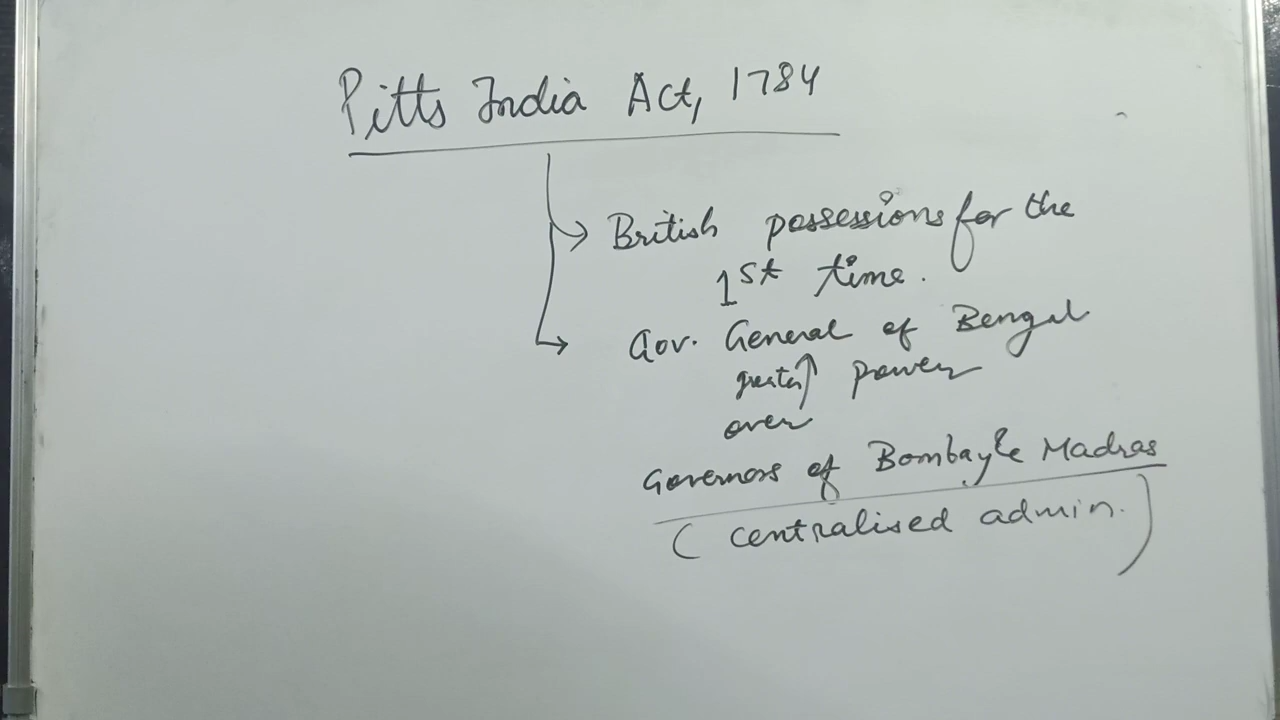 Pitts India Act, 1784
British possessions for the
1st time.
Gov. General of Bengal
greater↑ power
over
Governors of Bombay & Madras
(centralised admin.)